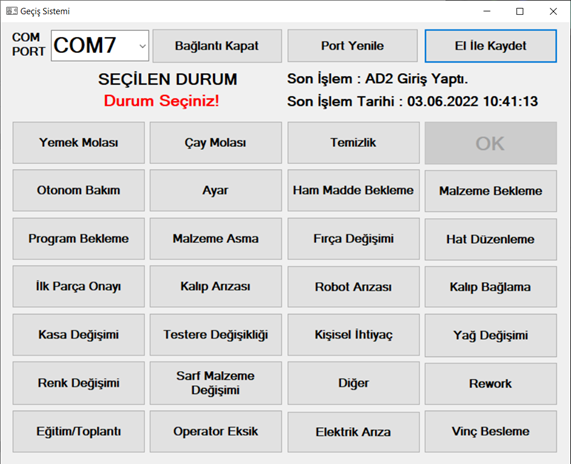 Geçiş Sistemi
COM PORT COM7 Bağlantı Kapat Port Yenile El İle Kaydet
SEÇİLEN DURUM Son İşlem : AD2 Giriş Yaptı.
Durum Seçiniz! Son İşlem Tarihi : 03.06.2022 10:41:13
Yemek Molası Çay Molası Temizlik OK
Otonom Bakım Ayar Ham Madde Bekleme Malzeme Bekleme
Program Bekleme Malzeme Asma Fırça Değişimi Hat Düzenleme
İlk Parça Onayı Kalıp Arızası Robot Arızası Kalıp Bağlama
Kasa Değişimi Testere Değişikliği Kişisel İhtiyaç Yağ Değişimi
Renk Değişimi Sarf Malzeme Değişimi Diğer Rework
Eğitim/Toplantı Operator Eksik Elektrik Arıza Vinç Besleme